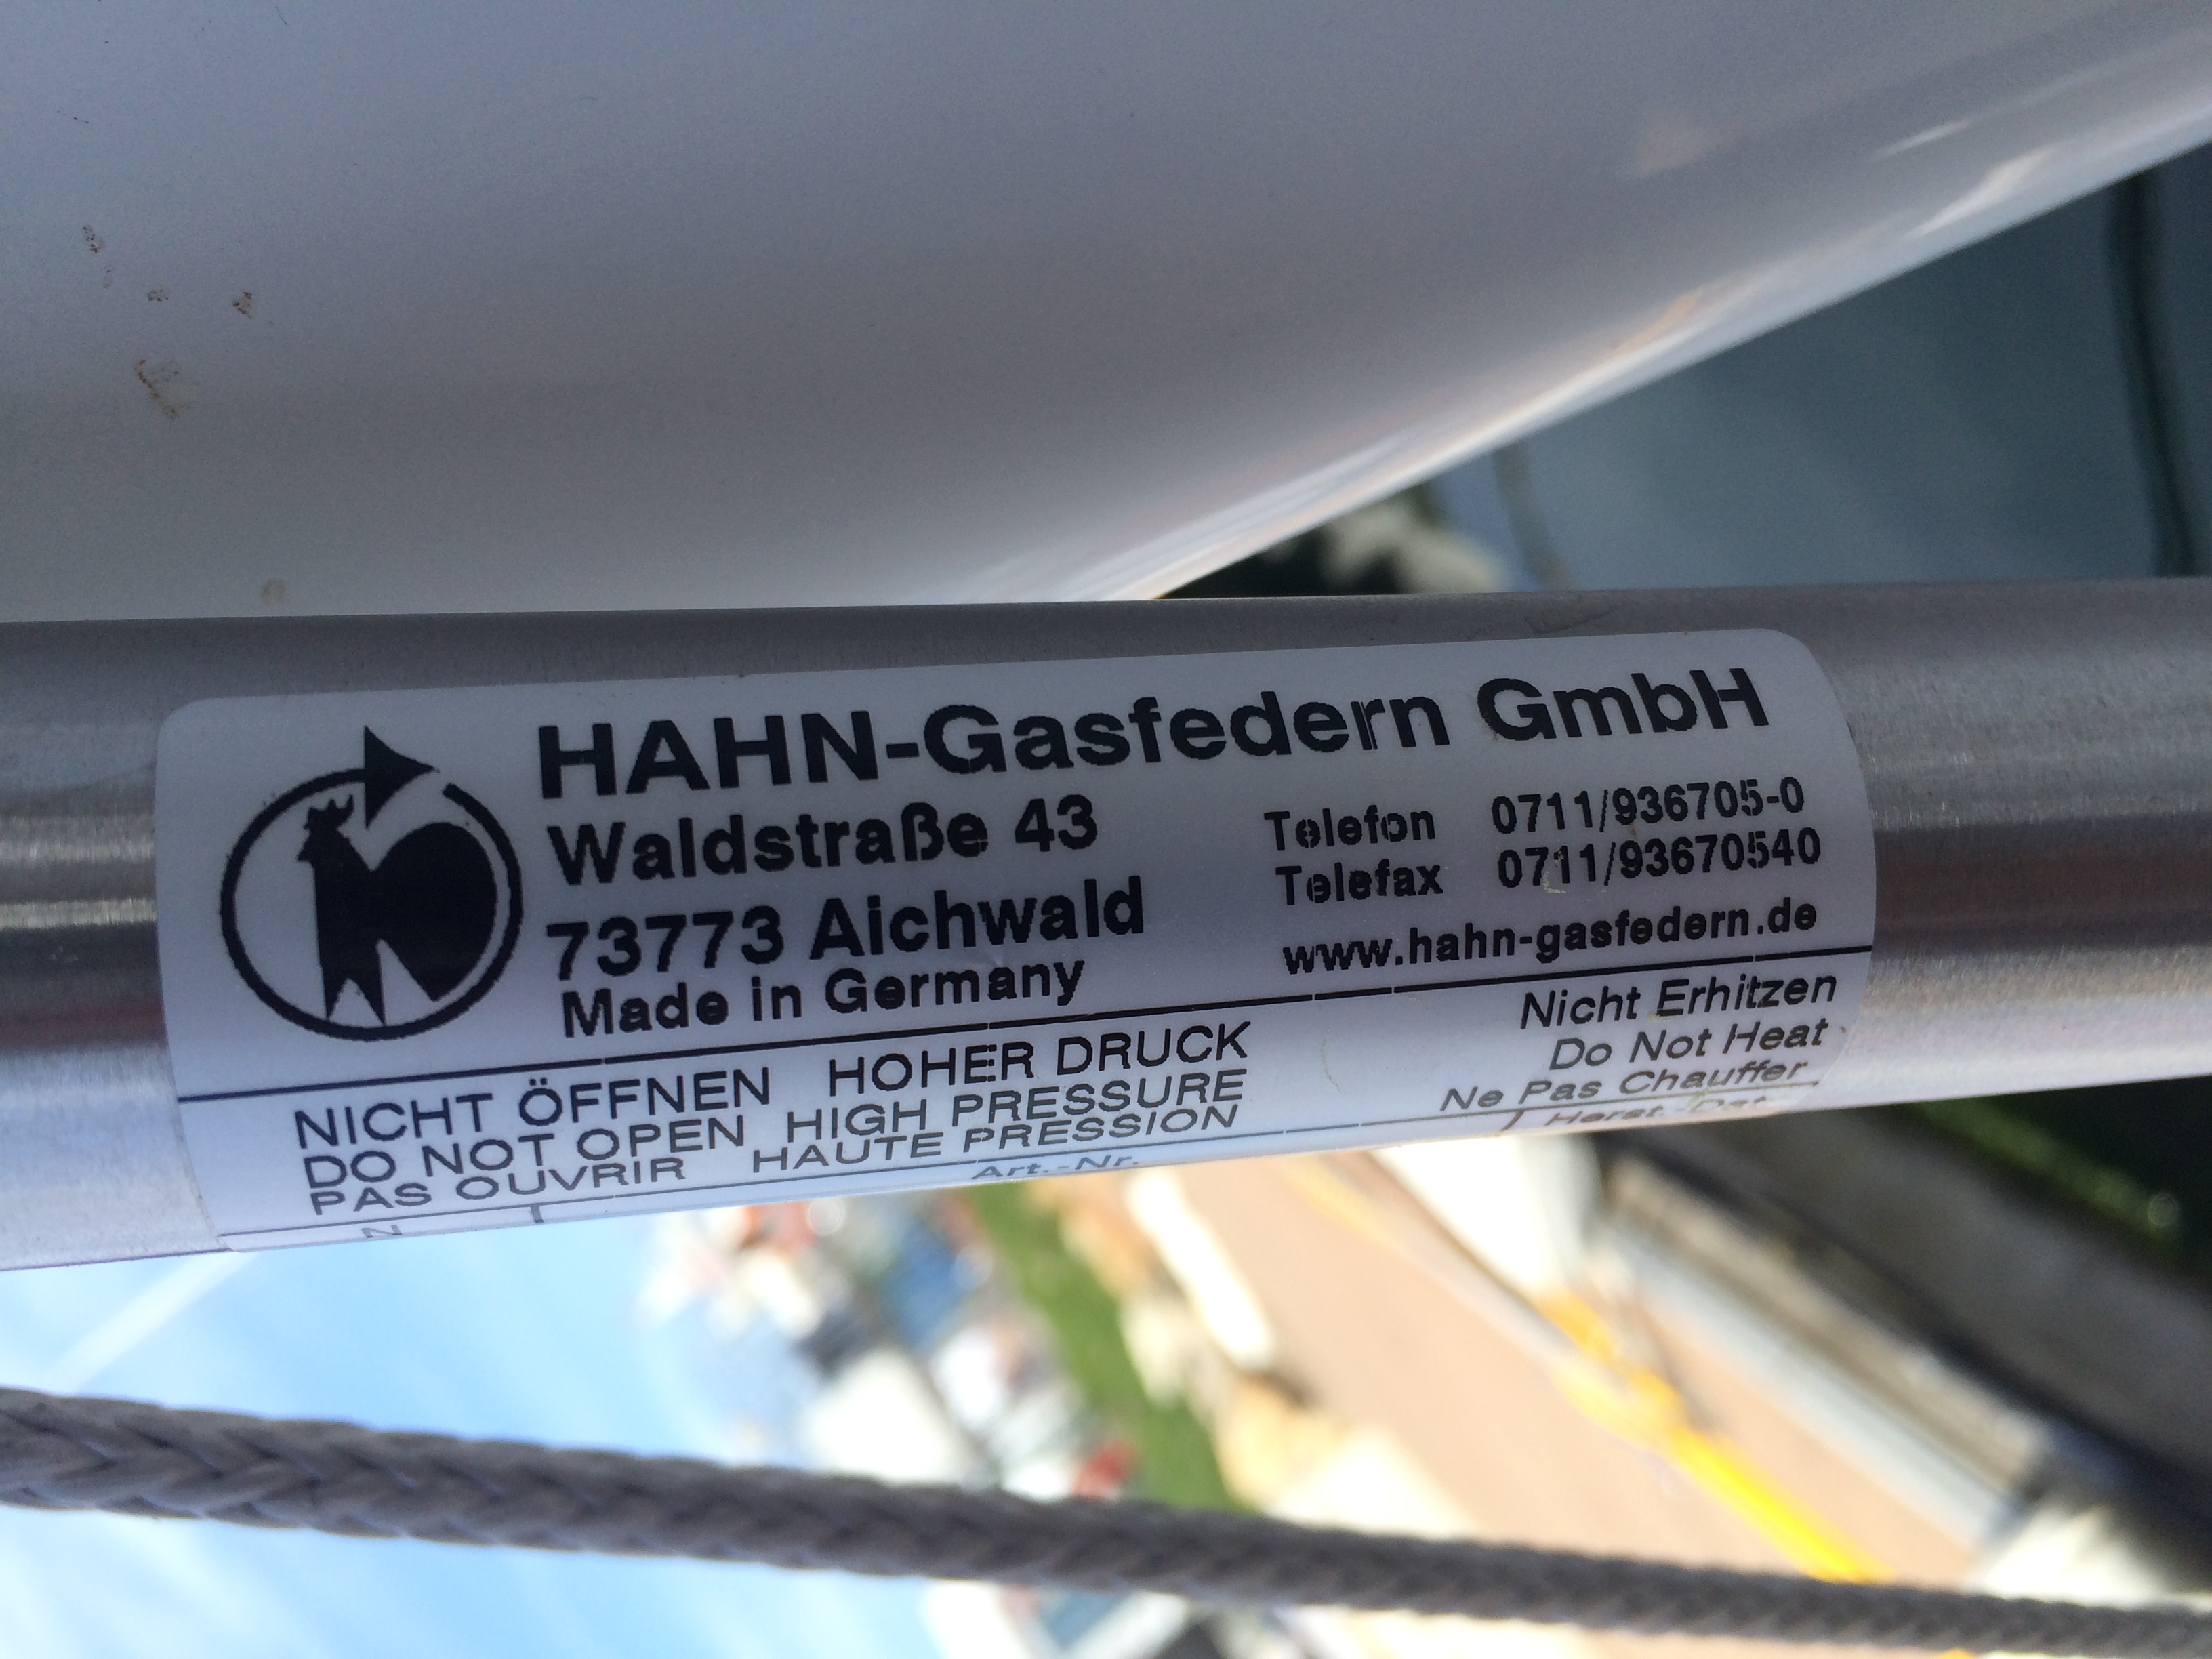 HAHN-Gasfedern GmbH
Waldstraße 43
73773 Aichwald
Made in Germany
Telefon 0711/936705-0
Telefax 0711/93670540
www.hahn-gasfedern.de
NICHT ÖFFNEN HOHER DRUCK
DO NOT OPEN HIGH PRESSURE
PAS OUVRIR HAUTE PRESSION
Nicht Erhitzen
Do Not Heat
Ne Pas Chauffer
N
Art.-Nr.
Herst.-Dat.